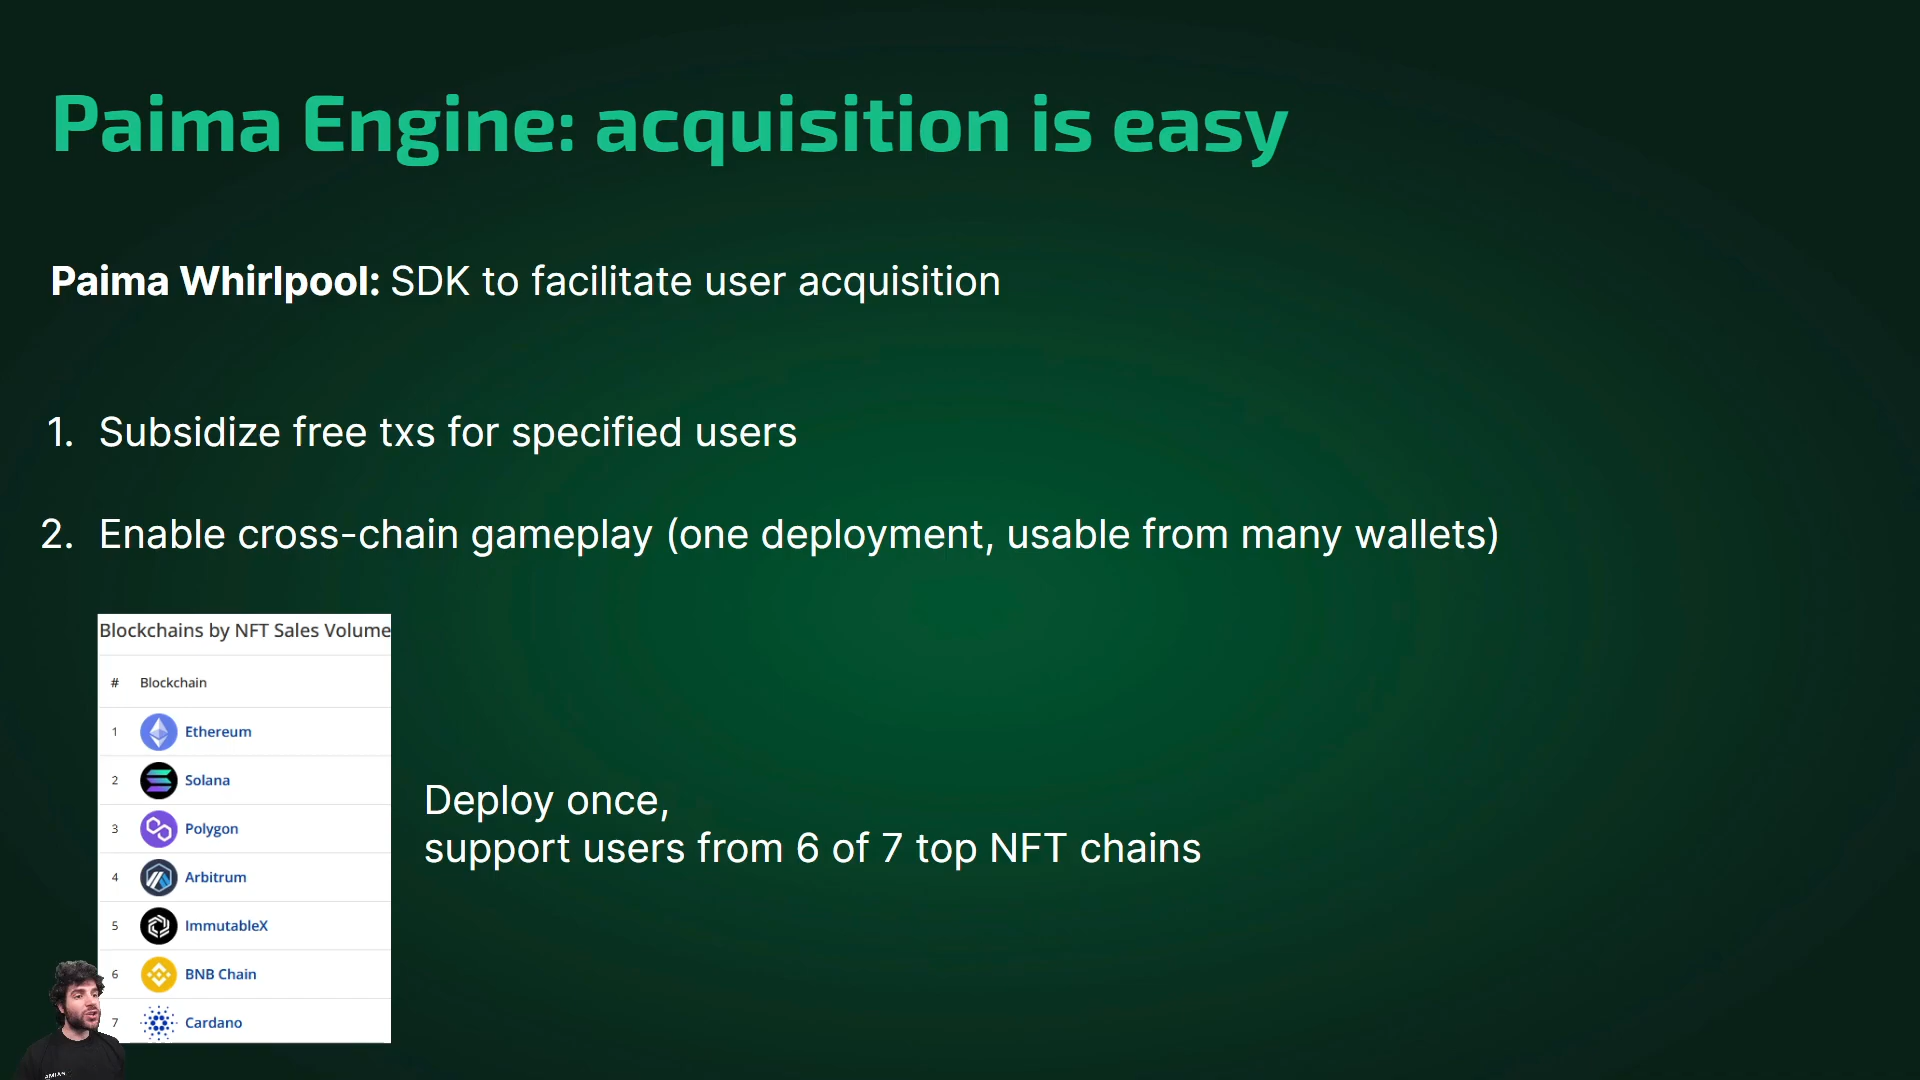 Paima Engine: acquisition is easy
Paima Whirlpool: SDK to facilitate user acquisition
1. Subsidize free txs for specified users
2. Enable cross-chain gameplay (one deployment, usable from many wallets)
Blockchains by NFT Sales Volume
# Blockchain
1 Ethereum
2 Solana
3 Polygon
4 Arbitrum
5 ImmutableX
6 BNB Chain
7 Cardano
Deploy once,
support users from 6 of 7 top NFT chains